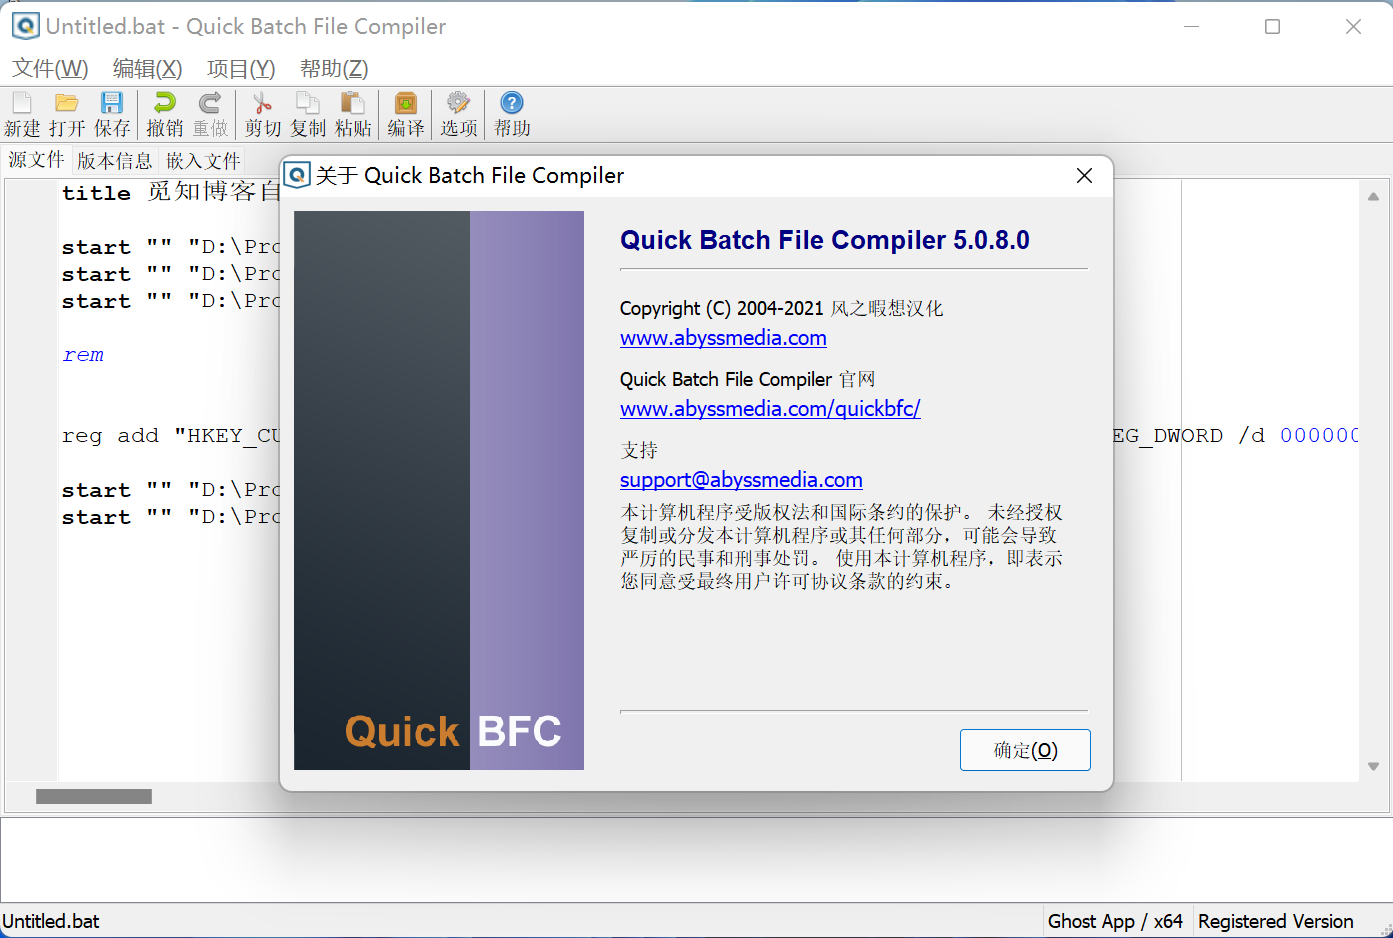 Untitled.bat - Quick Batch File Compiler
文件(W) 编辑(X) 项目(Y) 帮助(Z)
新建 打开 保存 撤销 重做 剪切 复制 粘贴 编译 选项 帮助
源文件 版本信息 嵌入文件
title 觅知博客自
start "" "D:\Pro
start "" "D:\Pro
start "" "D:\Pro
rem
reg add "HKEY_CU
EG_DWORD /d 000000
start "" "D:\Pro
start "" "D:\Pro
关于 Quick Batch File Compiler
Quick BFC
Quick Batch File Compiler 5.0.8.0
Copyright (C) 2004-2021 风之暇想汉化
www.abyssmedia.com
Quick Batch File Compiler 官网
www.abyssmedia.com/quickbfc/
支持
support@abyssmedia.com
本计算机程序受版权法和国际条约的保护。 未经授权
复制或分发本计算机程序或其任何部分，可能会导致
严厉的民事和刑事处罚。 使用本计算机程序，即表示
您同意受最终用户许可协议条款的约束。
确定(O)
Untitled.bat
Ghost App / x64
Registered Version